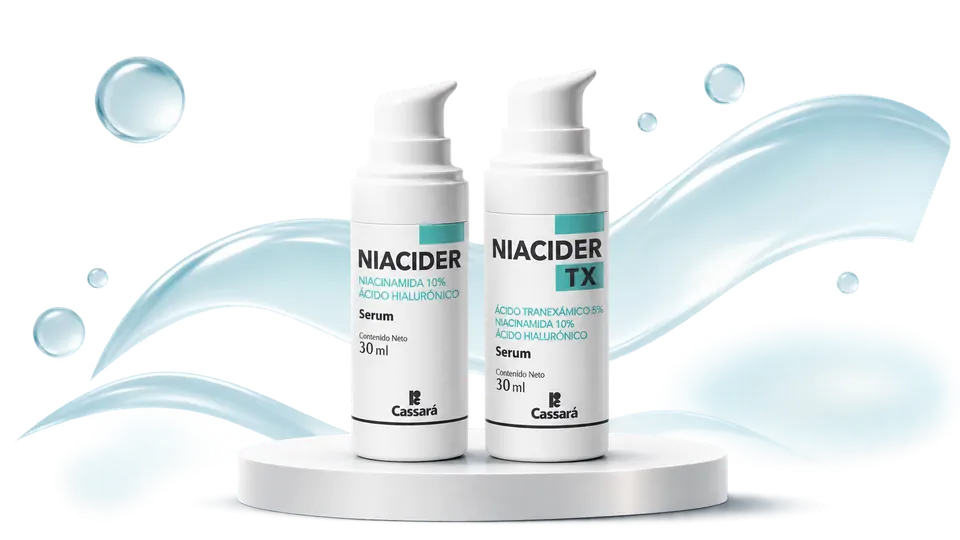 NIACIDER
NIACINAMIDA 10%
ÁCIDO HIALURÓNICO
Serum
Contenido Neto
30 ml
Cassará
NIACIDER
TX
ÁCIDO TRANEXÁMICO 5%
NIACINAMIDA 10%
ÁCIDO HIALURÓNICO
Serum
Contenido Neto
30 ml
Cassará